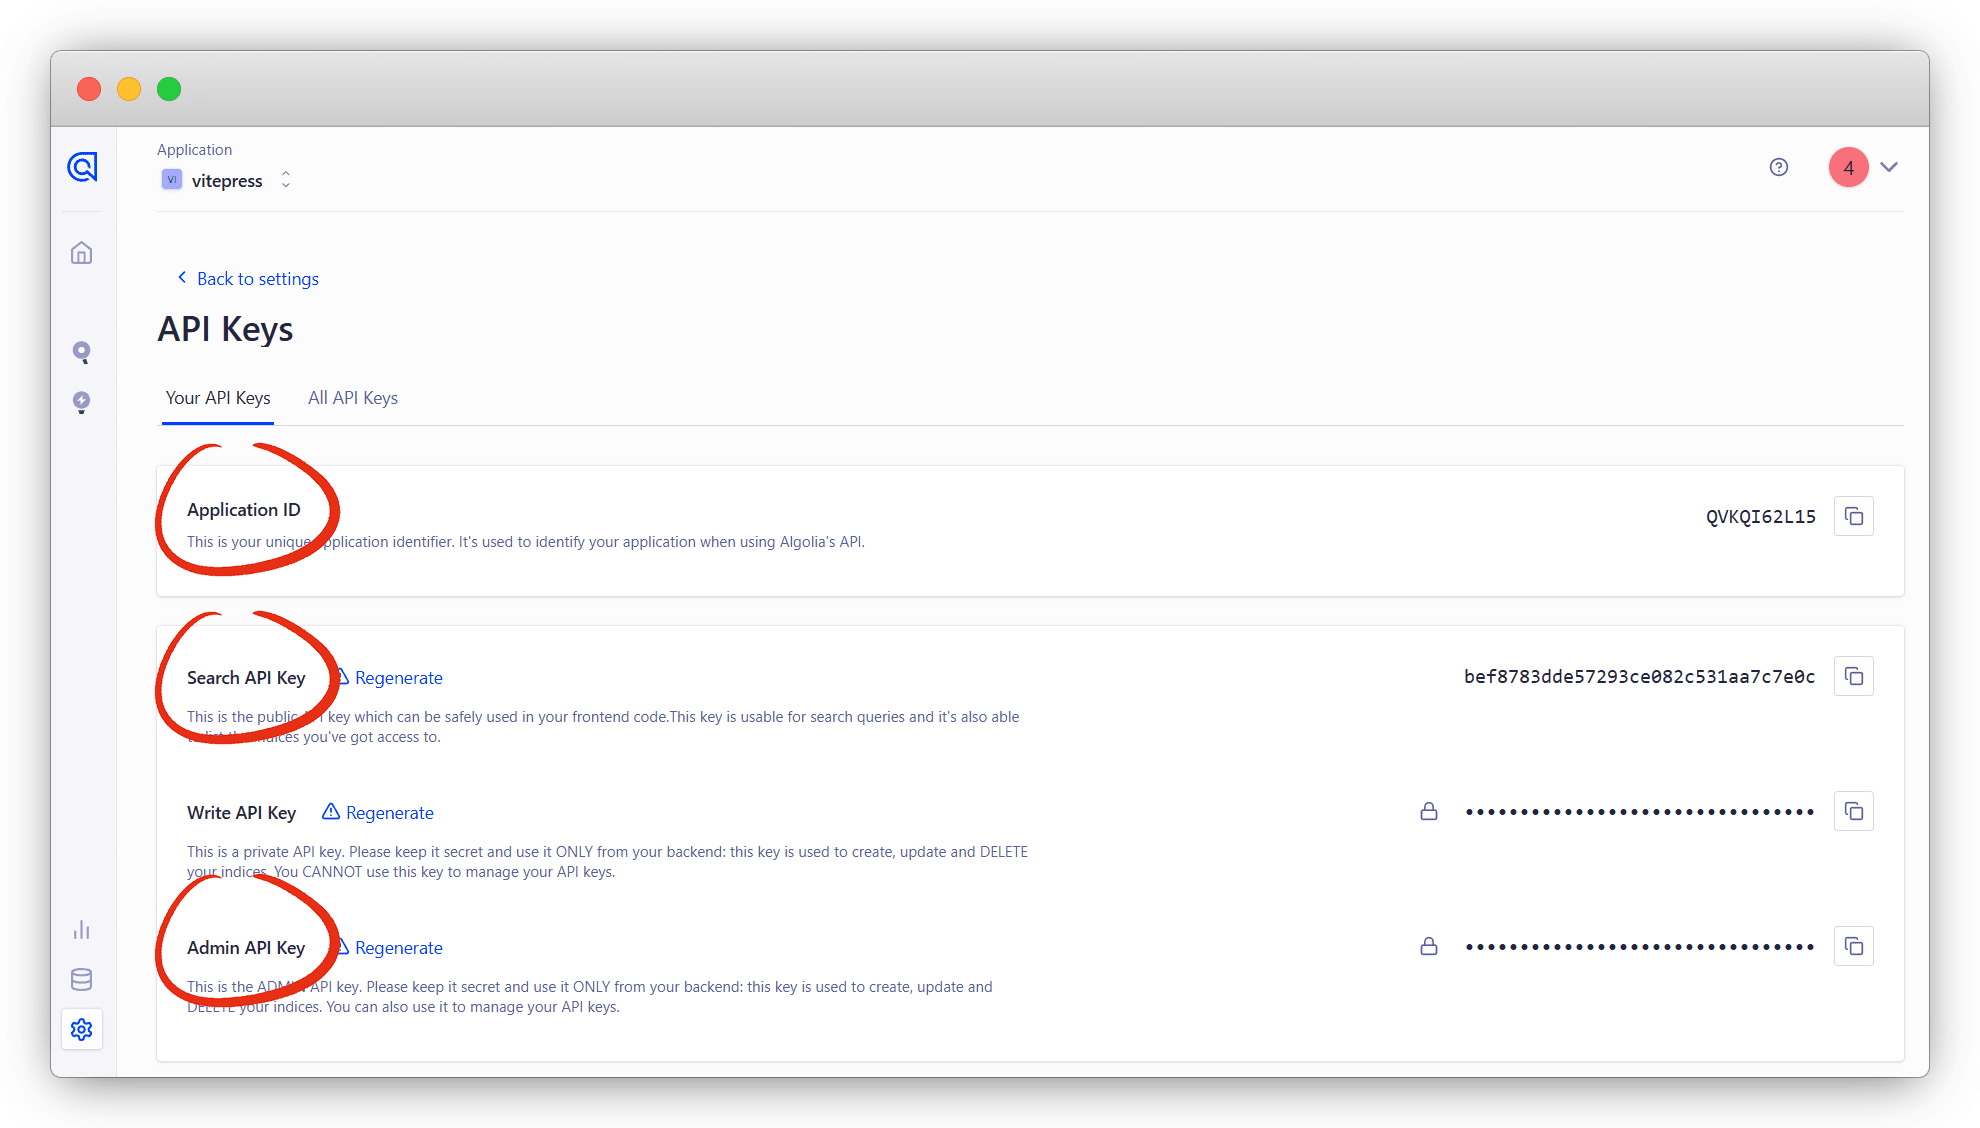 Application
VI vitepress
4
Back to settings
API Keys
Your API Keys All API Keys
Application ID
QVKQI62L15
This is your unique application identifier. It's used to identify your application when using Algolia's API.
Search API Key Regenerate
bef8783dde57293ce082c531aa7c7e0c
This is the public API key which can be safely used in your frontend code.This key is usable for search queries and it's also able
to list the indices you've got access to.
Write API Key Regenerate
••••••••••••••••••••••••••••••••
This is a private API key. Please keep it secret and use it ONLY from your backend: this key is used to create, update and DELETE
your indices. You CANNOT use this key to manage your API keys.
Admin API Key Regenerate
••••••••••••••••••••••••••••••••
This is the ADMIN API key. Please keep it secret and use it ONLY from your backend: this key is used to create, update and
DELETE your indices. You can also use it to manage your API keys.